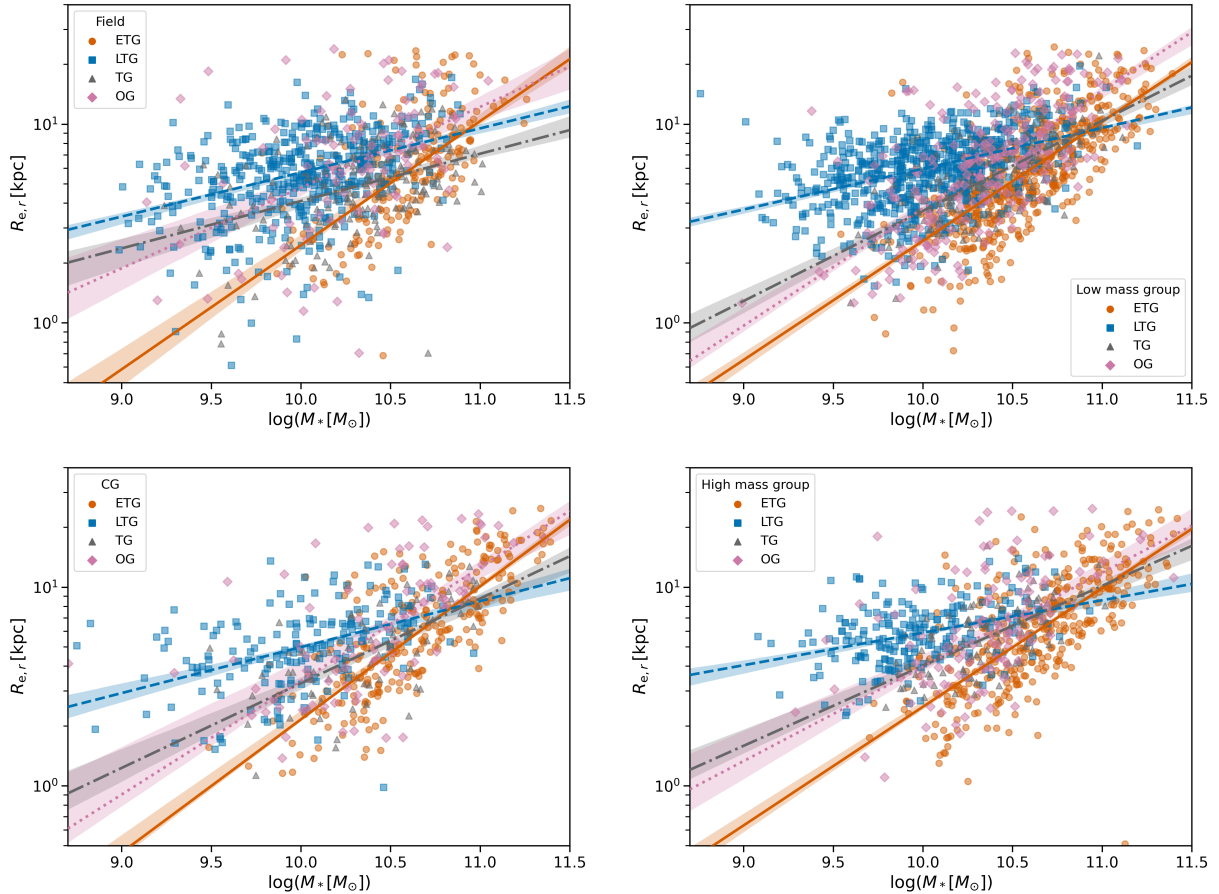 Field
ETG
LTG
TG
OG
10¹
10⁰
R_{e,r} [kpc]
9.0 9.5 10.0 10.5 11.0 11.5
log(M_*[M_⊙])
Low mass group
ETG
LTG
TG
OG
10¹
10⁰
R_{e,r} [kpc]
9.0 9.5 10.0 10.5 11.0 11.5
log(M_*[M_⊙])
CG
ETG
LTG
TG
OG
10¹
10⁰
R_{e,r} [kpc]
9.0 9.5 10.0 10.5 11.0 11.5
log(M_*[M_⊙])
High mass group
ETG
LTG
TG
OG
10¹
10⁰
R_{e,r} [kpc]
9.0 9.5 10.0 10.5 11.0 11.5
log(M_*[M_⊙])